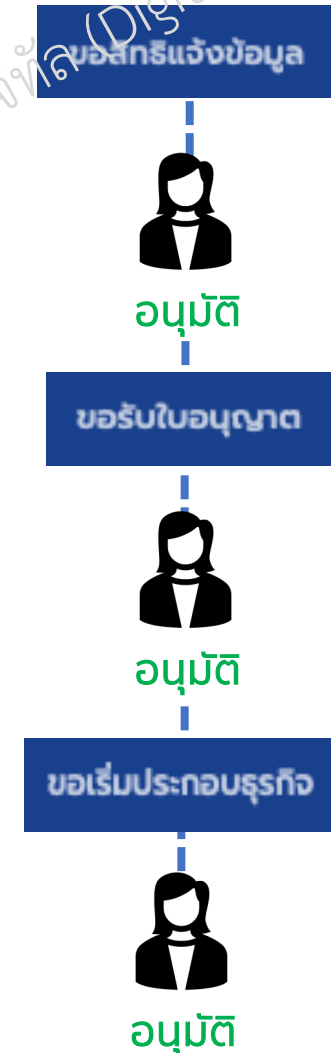 ขอสิทธิแจ้งข้อมูล
อนุมัติ
ขอรับใบอนุญาต
อนุมัติ
ขอเริ่มประกอบธุรกิจ
อนุมัติ